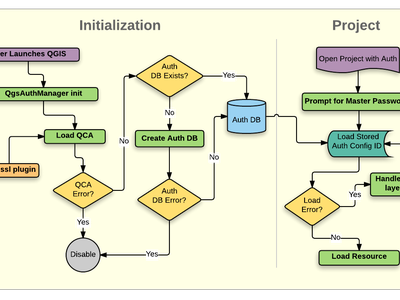 Initialization
Project
er Launches QGIS
QgsAuthManager init
Load QCA
ssl plugin
QCA
Error?
Yes
Disable
No
Auth
DB Exists?
Yes
No
Create Auth DB
Auth
DB Error?
Yes
No
Auth DB
Open Project with Auth
Prompt for Master Passwo
Load Stored
Auth Config ID
Load
Error?
Yes
Handle
laye
No
Load Resource